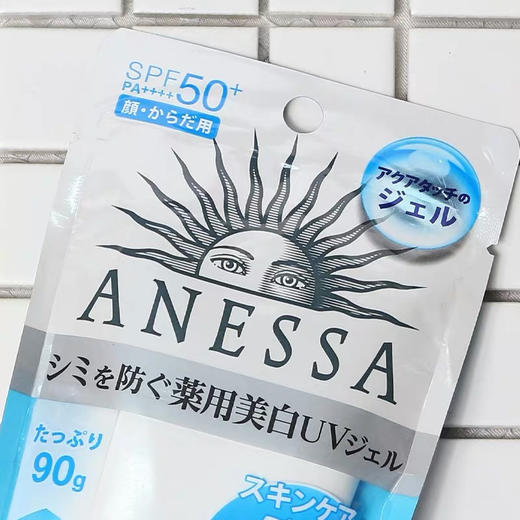 SPF50+
PA++++
顔・からだ用
アクアタッチの
ジェル
ANESSA
シミを防ぐ薬用美白UVジェル
たっぷり
90g
スキンケア